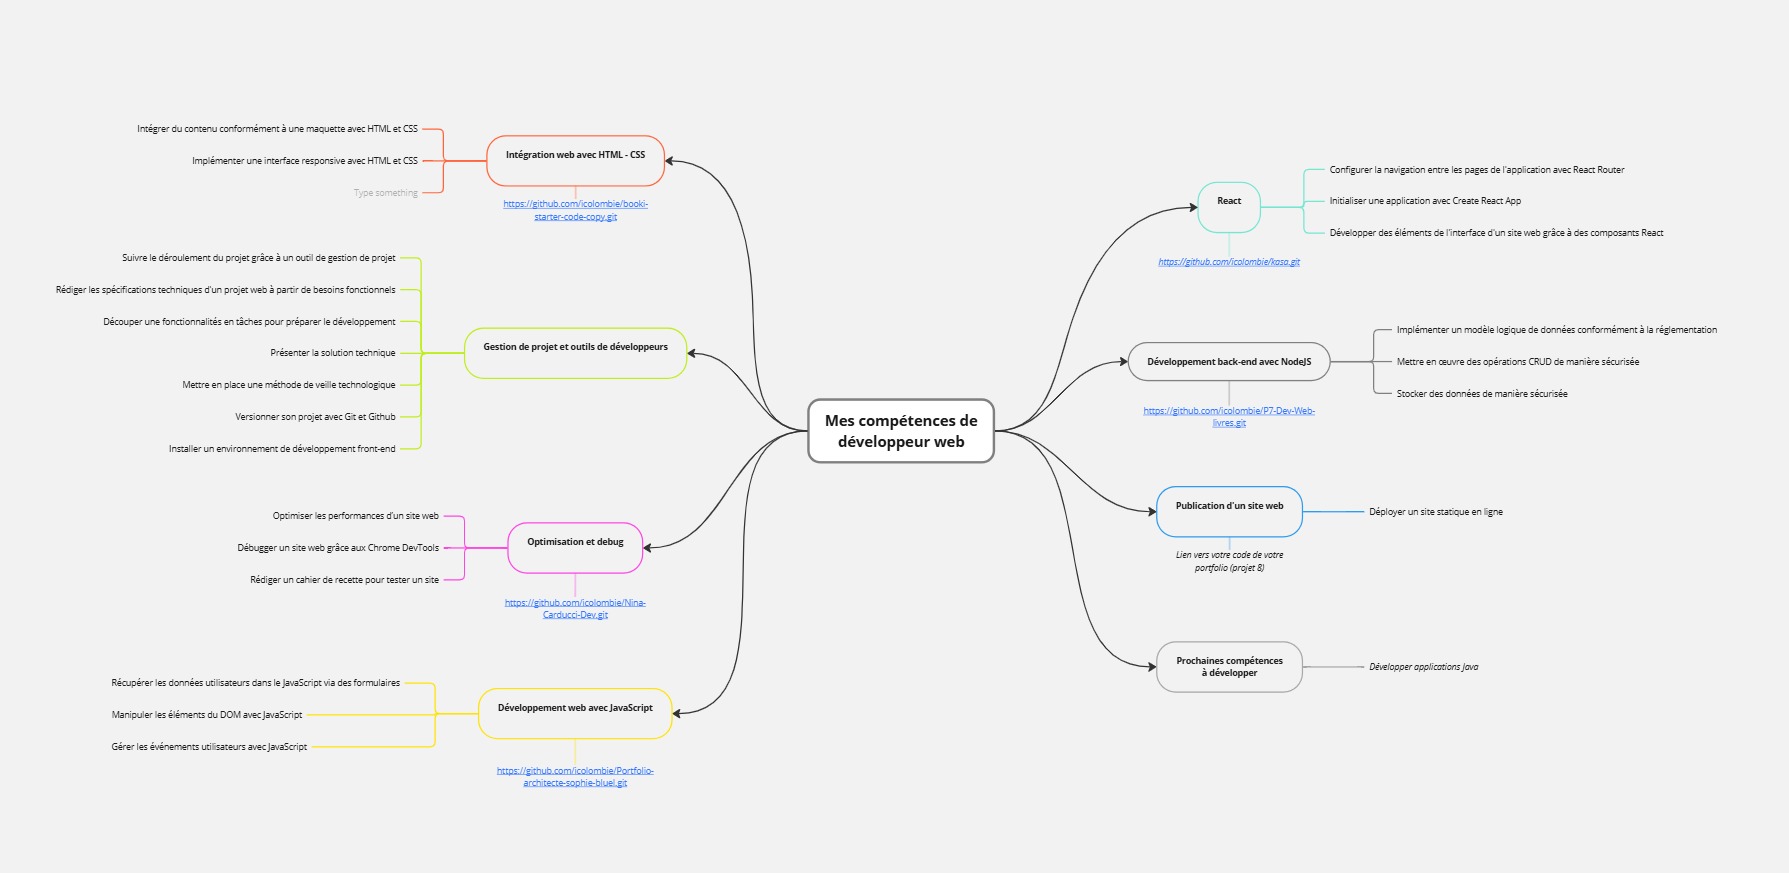 Intégrer du contenu conformément à une maquette avec HTML et CSS
Implémenter une interface responsive avec HTML et CSS
Type something
Intégration web avec HTML - CSS
https://github.com/icolombie/booki-
starter-code-copy.git
Suivre le déroulement du projet grâce à un outil de gestion de projet
Rédiger les spécifications techniques d'un projet web à partir de besoins fonctionnels
Découper une fonctionnalités en tâches pour préparer le développement
Présenter la solution technique
Mettre en place une méthode de veille technologique
Versionner son projet avec Git et Github
Installer un environnement de développement front-end
Gestion de projet et outils de développeurs
Optimiser les performances d'un site web
Débugger un site web grâce aux Chrome DevTools
Rédiger un cahier de recette pour tester un site
Optimisation et debug
https://github.com/icolombie/Nina-
Carducci-Dev.git
Récupérer les données utilisateurs dans le JavaScript via des formulaires
Manipuler les éléments du DOM avec JavaScript
Gérer les événements utilisateurs avec JavaScript
Développement web avec JavaScript
https://github.com/icolombie/Portfolio-
architecte-sophie-bluel.git
Mes compétences de
développeur web
React
https://github.com/icolombie/kasa.git
Configurer la navigation entre les pages de l'application avec React Router
Initialiser une application avec Create React App
Développer des éléments de l'interface d'un site web grâce à des composants React
Développement back-end avec NodeJS
https://github.com/icolombie/P7-Dev-Web-
livres.git
Implémenter un modèle logique de données conformément à la réglementation
Mettre en œuvre des opérations CRUD de manière sécurisée
Stocker des données de manière sécurisée
Publication d'un site web
Lien vers votre code de votre
portfolio (projet 8)
Déployer un site statique en ligne
Prochaines compétences
à développer
Développer applications Java